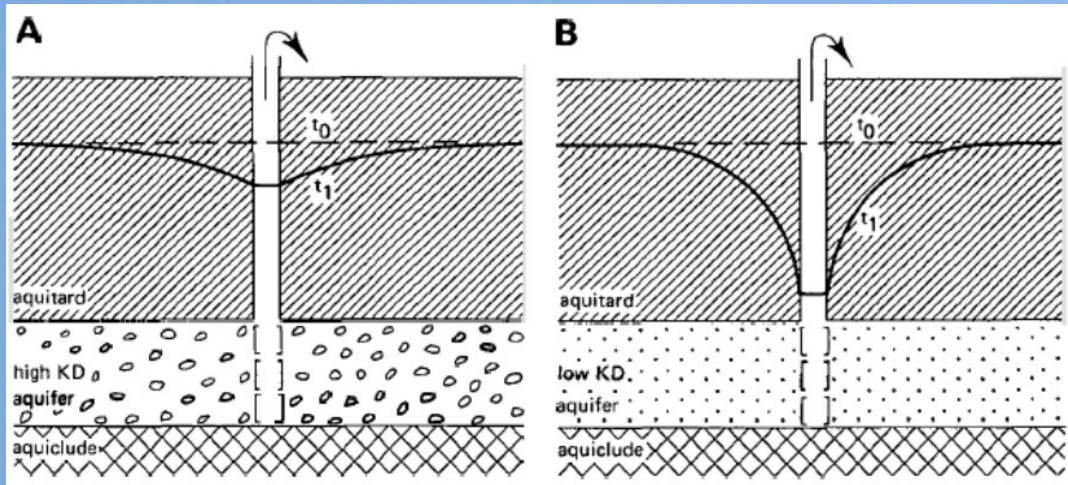 A
t0
t1
aquitard
high KD
aquifer
aquiclude
B
t0
t1
aquitard
low KD
aquifer
aquiclude